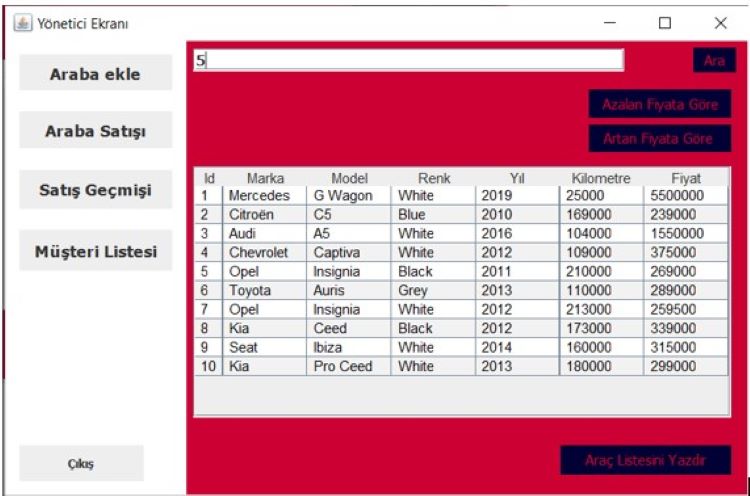 Yönetici Ekranı
Araba ekle
Araba Satışı
Satış Geçmişi
Müşteri Listesi
Çıkış
5
Ara
Azalan Fiyata Göre
Artan Fiyata Göre
Id Marka Model Renk Yıl Kilometre Fiyat
1 Mercedes G Wagon White 2019 25000 5500000
2 Citroën C5 Blue 2010 169000 239000
3 Audi A5 White 2016 104000 1550000
4 Chevrolet Captiva White 2012 109000 375000
5 Opel Insignia Black 2011 210000 269000
6 Toyota Auris Grey 2013 110000 289000
7 Opel Insignia White 2012 213000 259500
8 Kia Ceed Black 2012 173000 339000
9 Seat Ibiza White 2014 160000 315000
10 Kia Pro Ceed White 2013 180000 299000
Araç Listesini Yazdır